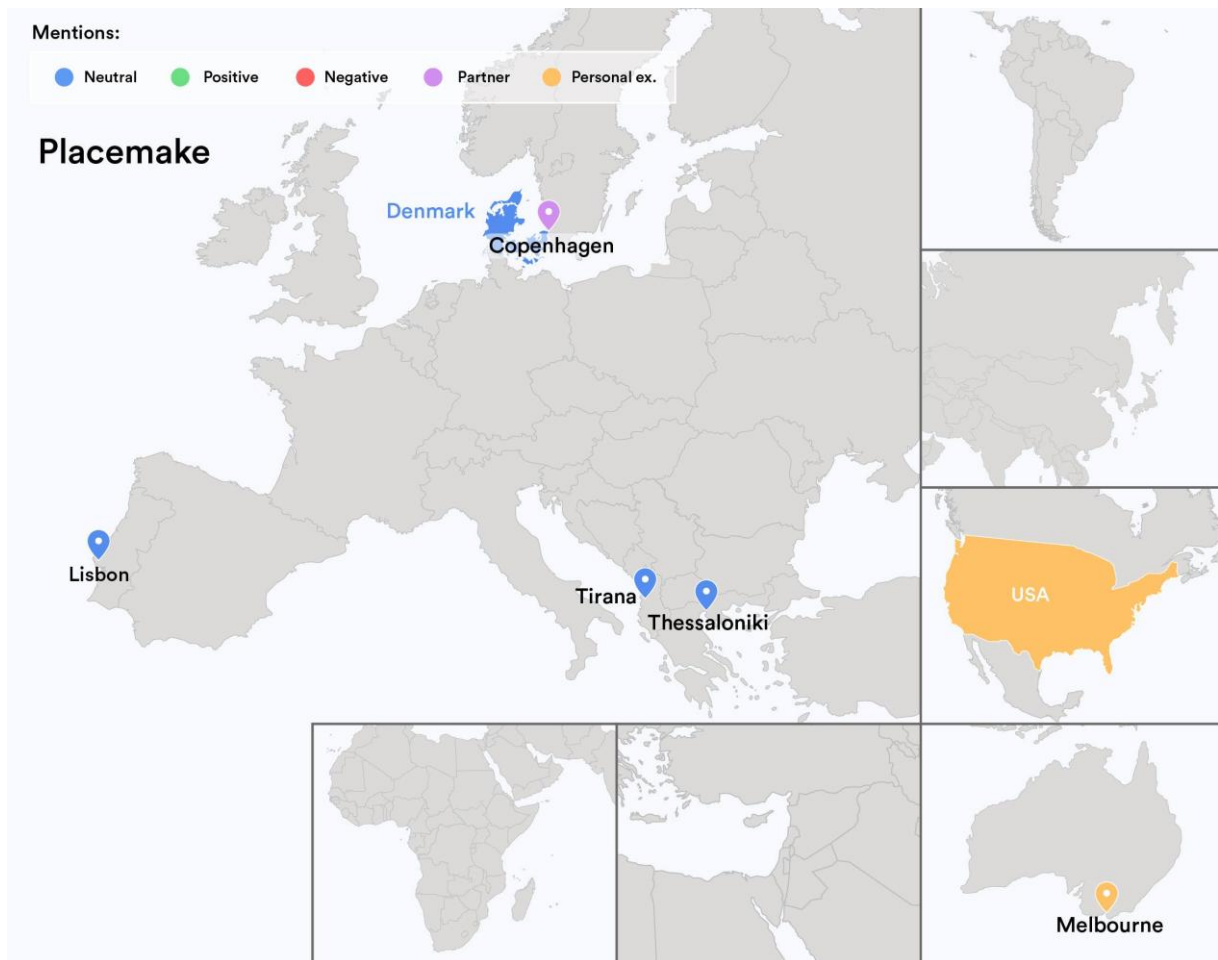 Mentions:
Neutral Positive Negative Partner Personal ex.
Placemake
Denmark
Copenhagen
Lisbon
Tirana
Thessaloniki
USA
Melbourne